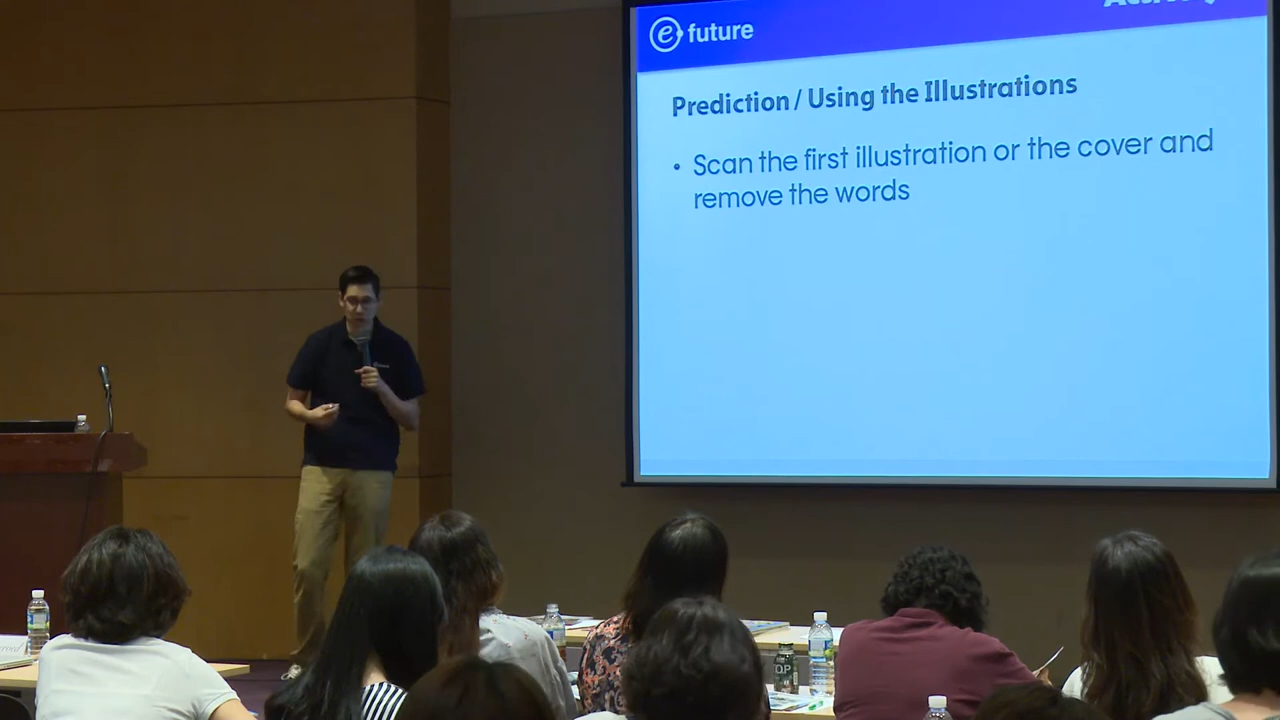 e future
Prediction / Using the Illustrations
• Scan the first illustration or the cover and
remove the words